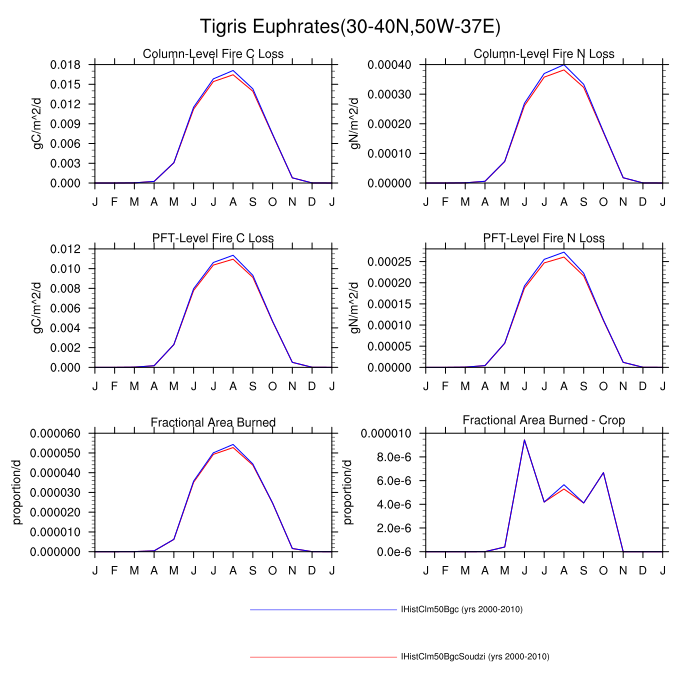 Tigris Euphrates(30-40N,50W-37E)
Column-Level Fire C Loss
gC/m^2/d
0.018
0.015
0.012
0.009
0.006
0.003
0.000
J F M A M J J A S O N D J
Column-Level Fire N Loss
gN/m^2/d
0.00040
0.00030
0.00020
0.00010
0.00000
J F M A M J J A S O N D J
PFT-Level Fire C Loss
gC/m^2/d
0.012
0.010
0.008
0.006
0.004
0.002
0.000
J F M A M J J A S O N D J
PFT-Level Fire N Loss
gN/m^2/d
0.00025
0.00020
0.00015
0.00010
0.00005
0.00000
J F M A M J J A S O N D J
Fractional Area Burned
proportion/d
0.000060
0.000050
0.000040
0.000030
0.000020
0.000010
0.000000
J F M A M J J A S O N D J
Fractional Area Burned - Crop
proportion/d
0.000010
8.0e-6
6.0e-6
4.0e-6
2.0e-6
0.0e-6
J F M A M J J A S O N D J
IHistClm50Bgc (yrs 2000-2010)
IHistClm50BgcSoudzi (yrs 2000-2010)